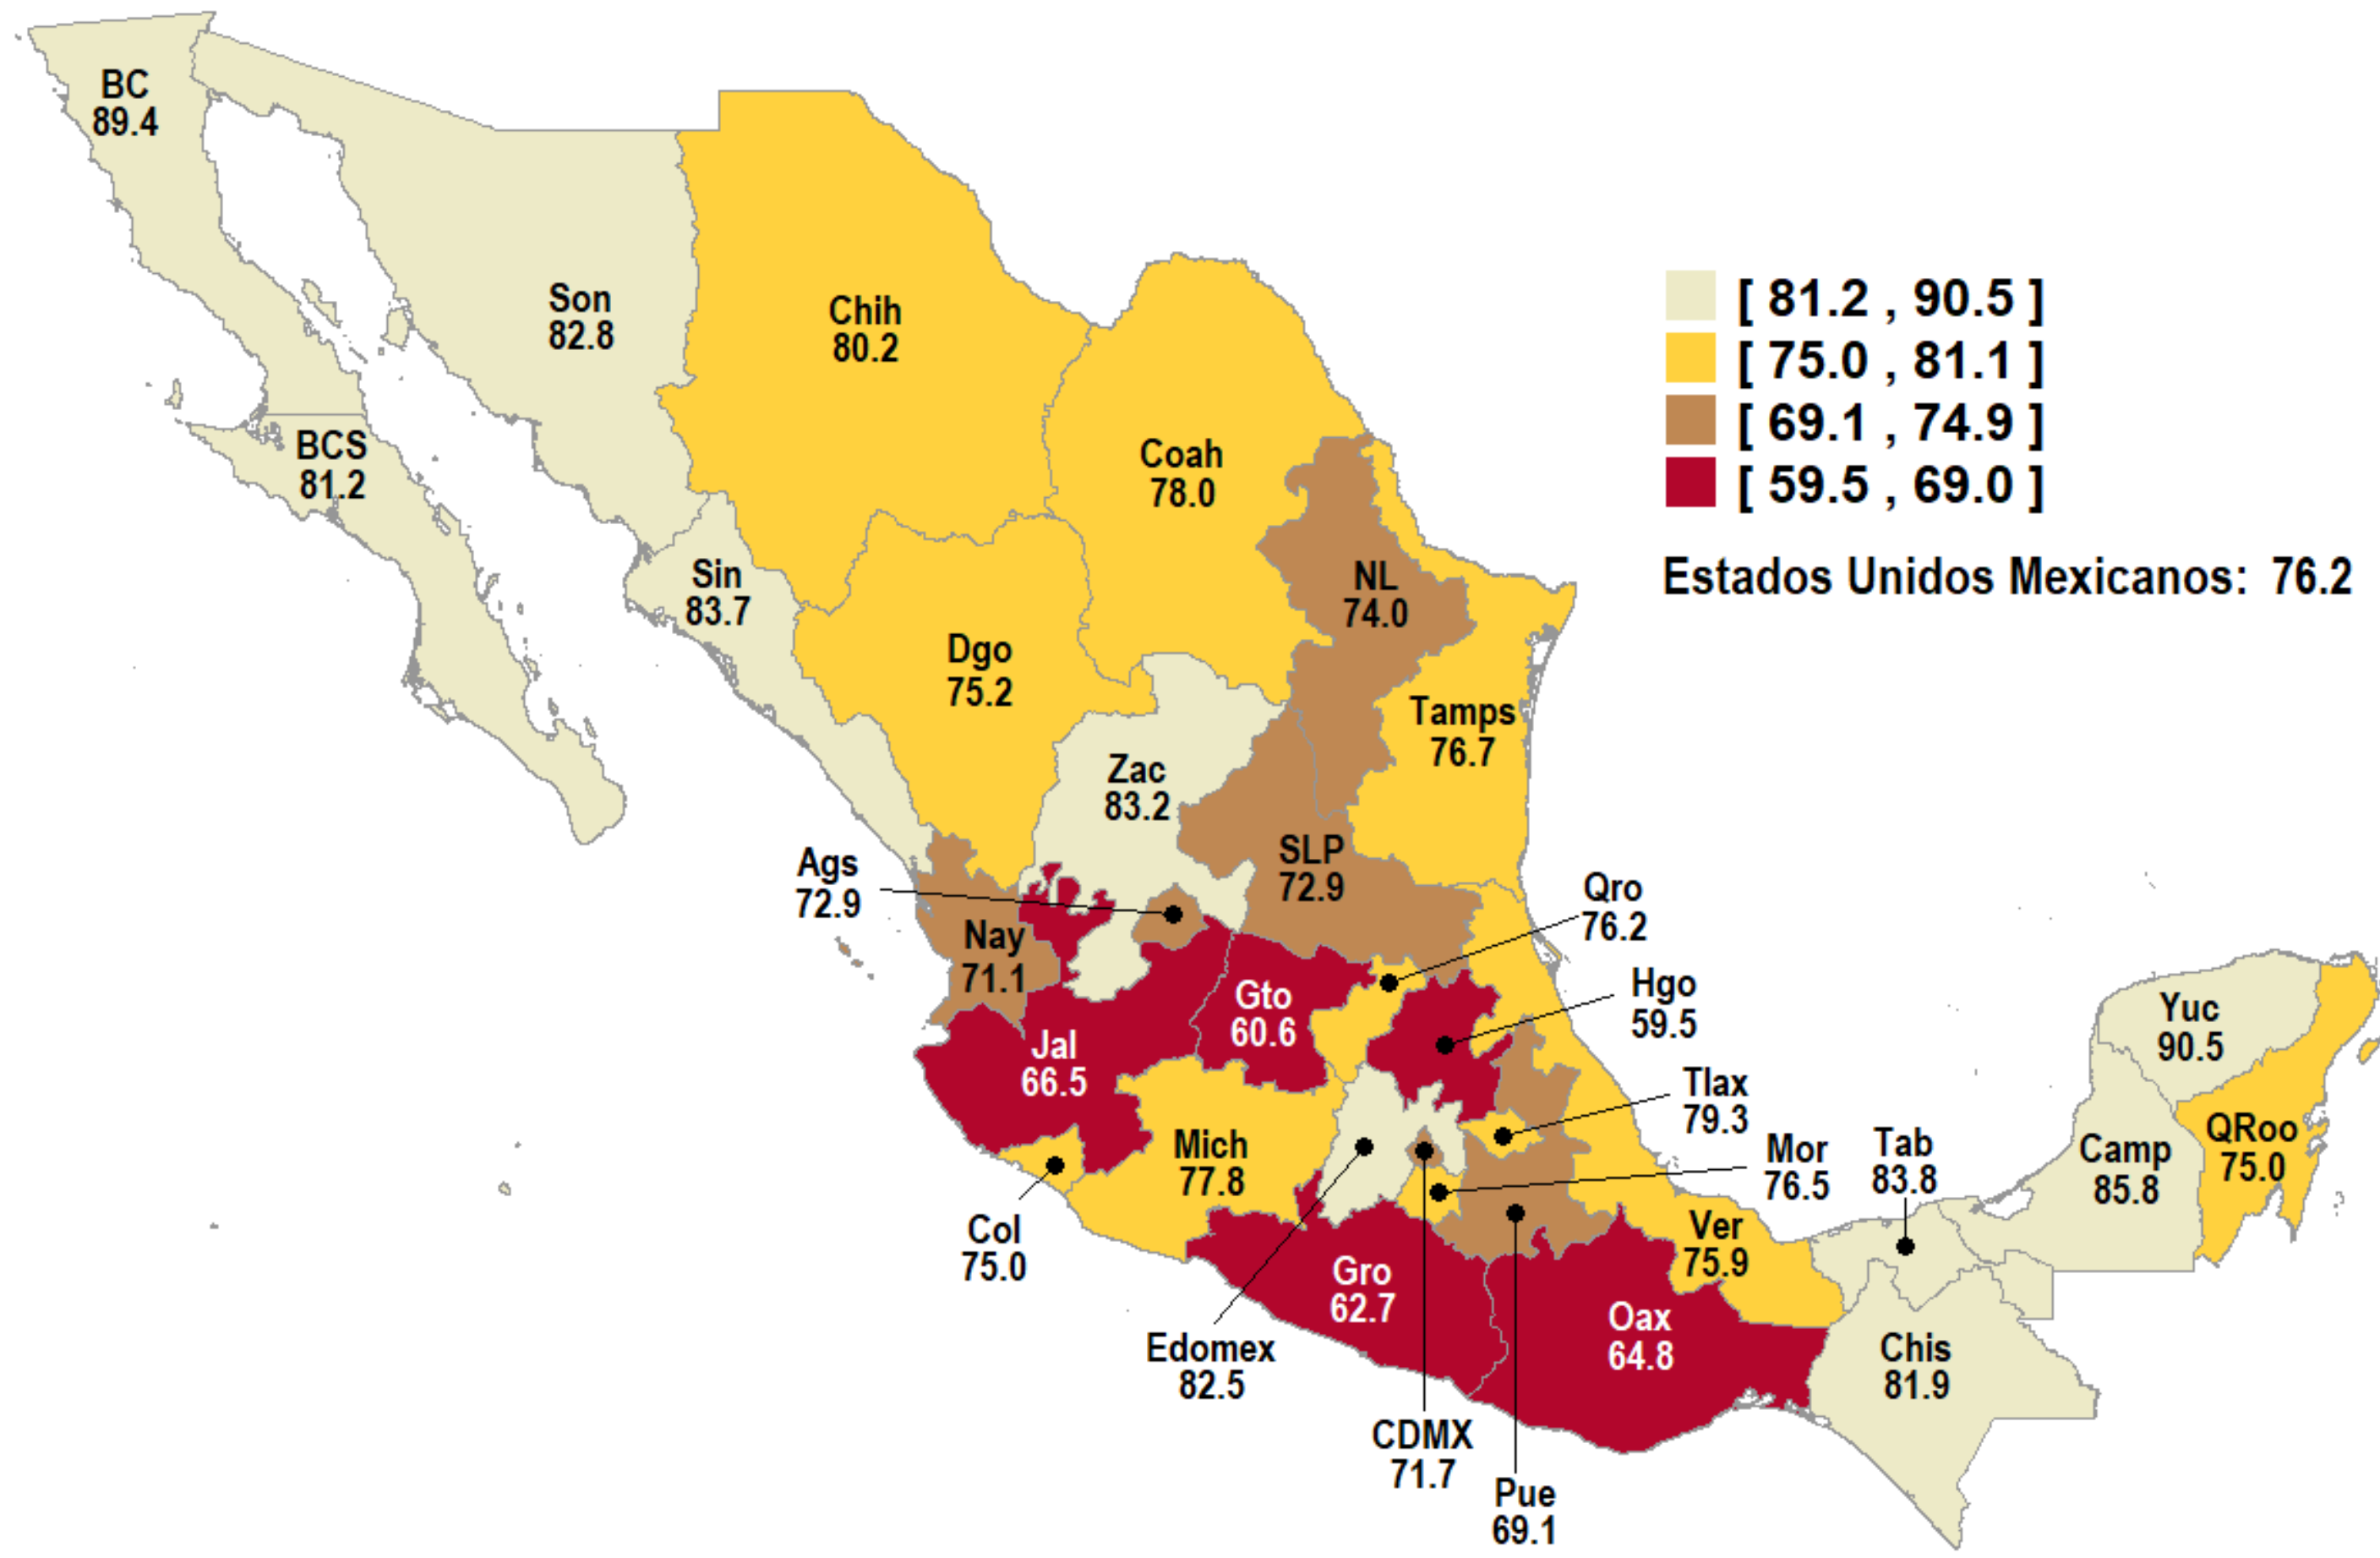 BC
89.4
Son
82.8
Chih
80.2
[ 81.2 , 90.5 ]
[ 75.0 , 81.1 ]
[ 69.1 , 74.9 ]
[ 59.5 , 69.0 ]
Estados Unidos Mexicanos: 76.2
BCS
81.2
Coah
78.0
Sin
83.7
NL
74.0
Dgo
75.2
Tamps
76.7
Zac
83.2
SLP
72.9
Ags
72.9
Qro
76.2
Nay
71.1
Gto
60.6
Hgo
59.5
Yuc
90.5
Jal
66.5
Tlax
79.3
Mich
77.8
Mor
76.5
Tab
83.8
Camp
85.8
QRoo
75.0
Col
75.0
Ver
75.9
Gro
62.7
Oax
64.8
Edomex
82.5
Chis
81.9
CDMX
71.7
Pue
69.1